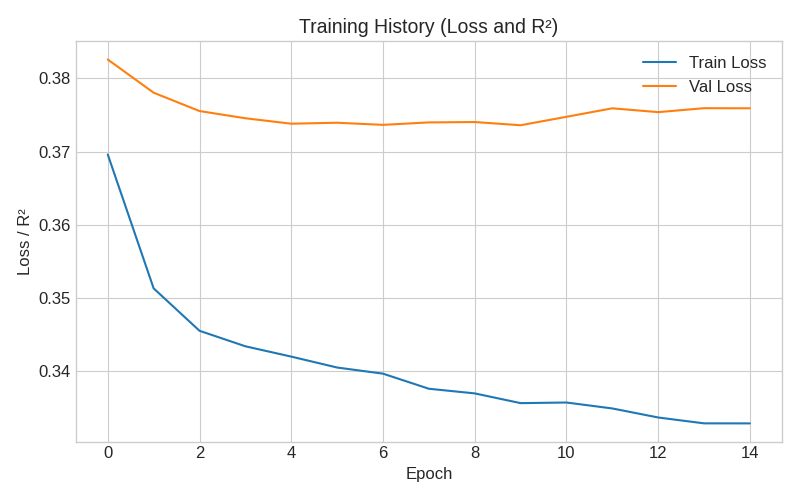 Training History (Loss and R²)
Train Loss
Val Loss
0.38
0.37
0.36
0.35
0.34
Loss / R²
0 2 4 6 8 10 12 14
Epoch